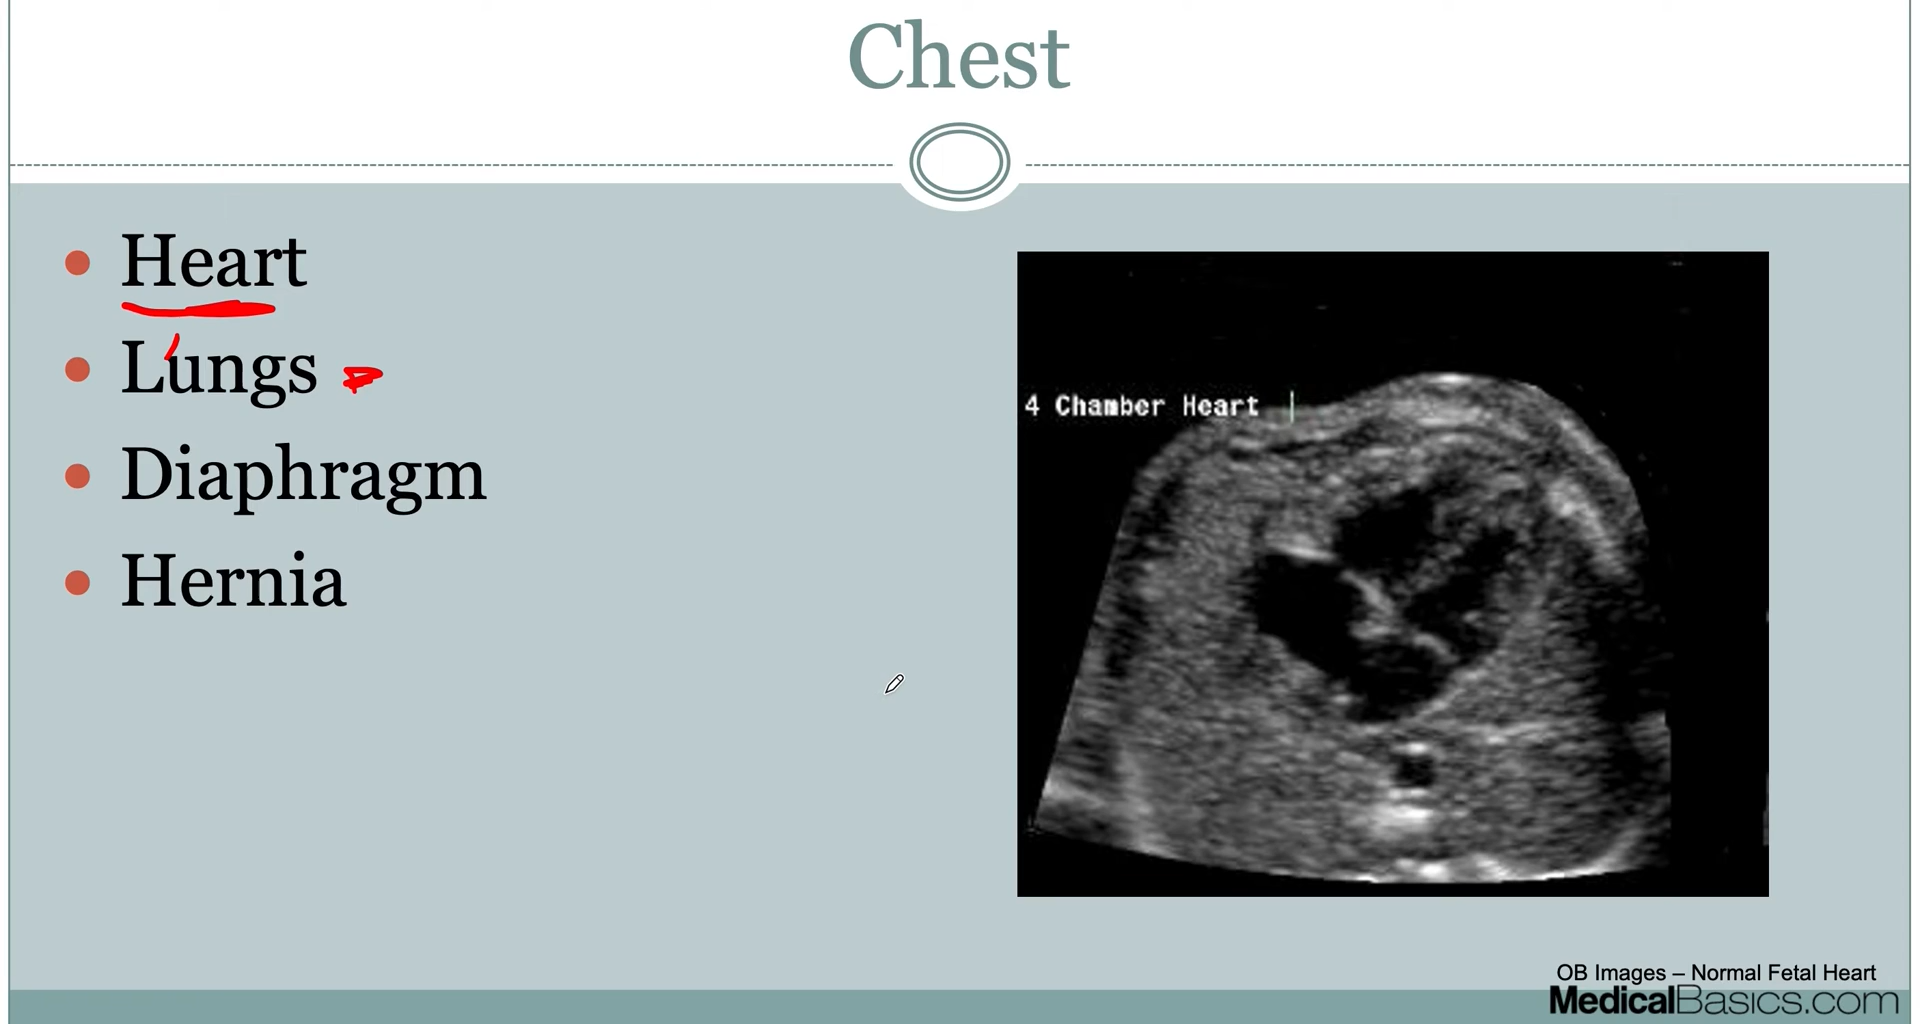 Chest
Heart
Lungs
Diaphragm
Hernia
4 Chamber Heart
OB Images – Normal Fetal Heart
MedicalBasics.com